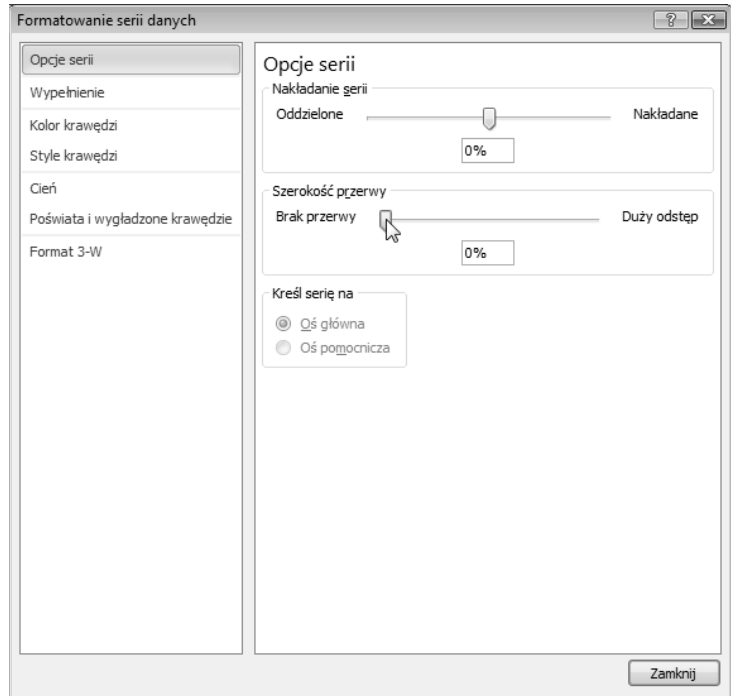 Formatowanie serii danych
Opcje serii
Wypełnienie
Kolor krawędzi
Style krawędzi
Cień
Poświata i wygładzone krawędzie
Format 3-W
Opcje serii
Nakładanie serii
Oddzielone Nakładane
0%
Szerokość przerwy
Brak przerwy Duży odstęp
0%
Kreśl serię na
Oś główna
Oś pomocnicza
Zamknij